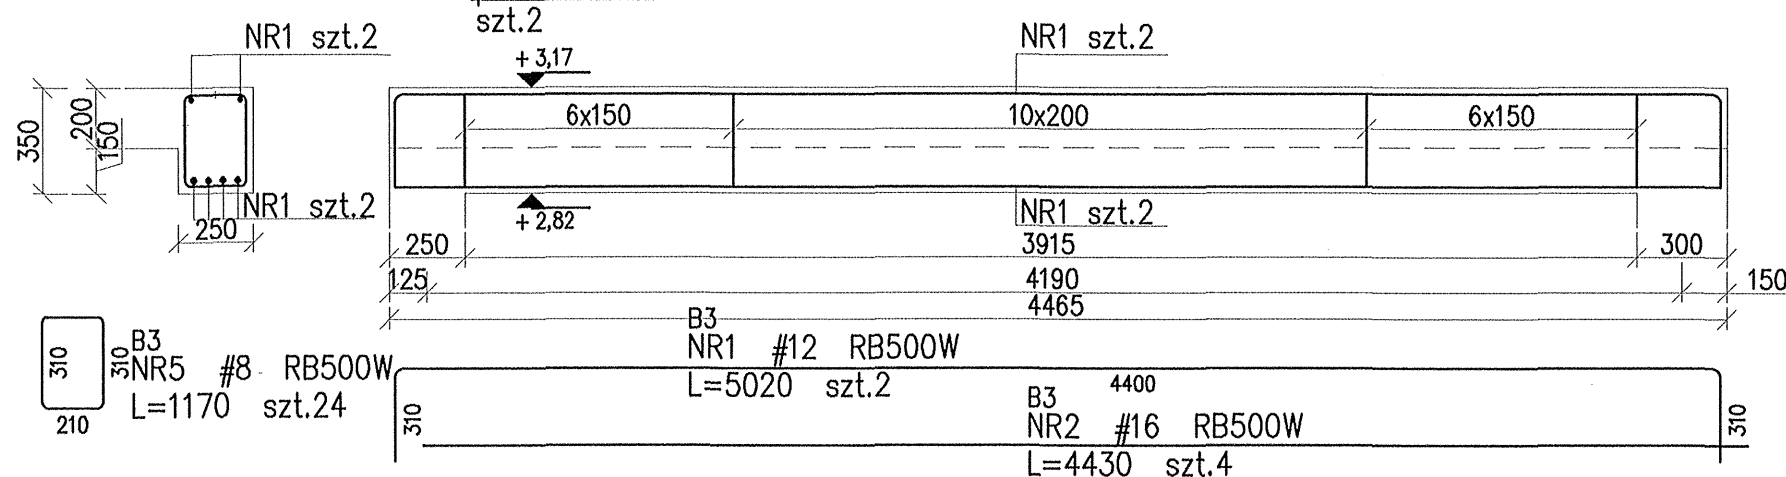 szt.2
NR1 szt.2
NR1 szt.2
+ 3,17
6x150
10x200
6x150
350
200
150
NR1 szt.2
+ 2,82
NR1 szt.2
250
250
3915
300
125
4190
150
4465
B3
NR1 #12 RB500W
L=5020 szt.2
4400
310
310
B3
NR5 #8 RB500W
L=1170 szt.24
310
310
210
B3
NR2 #16 RB500W
L=4430 szt.4